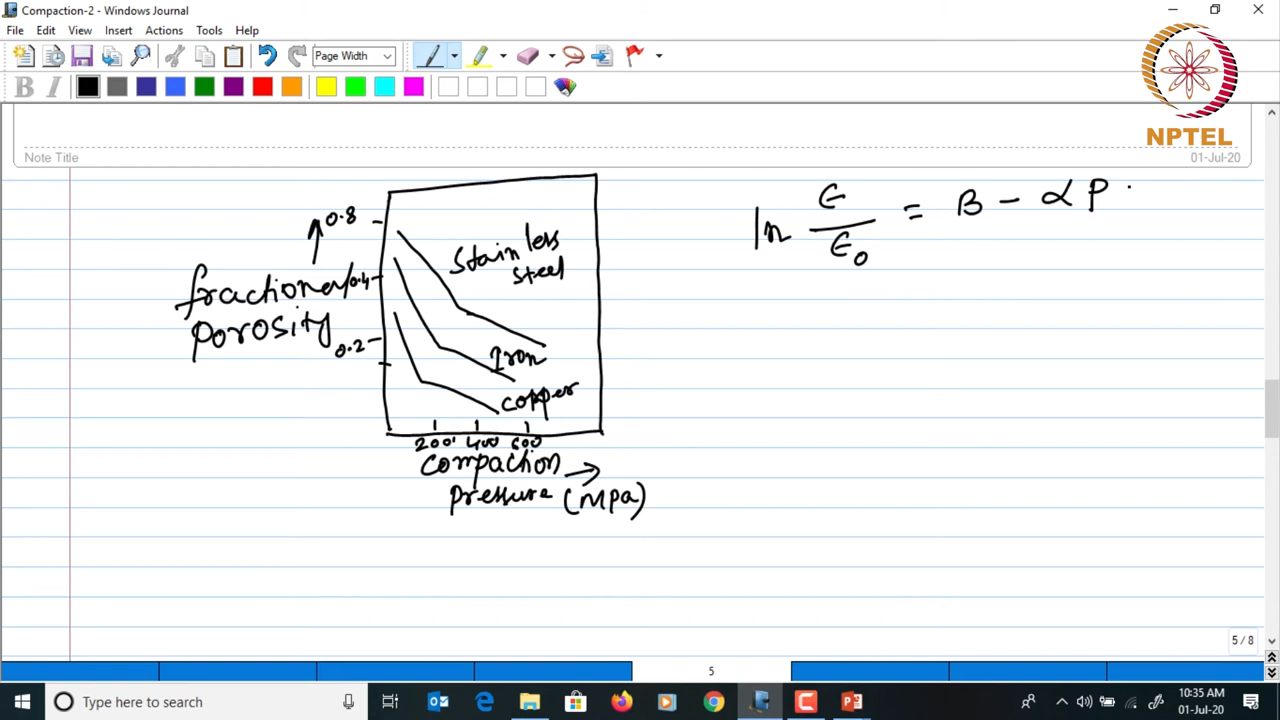 Compaction-2 - Windows Journal
File Edit View Insert Actions Tools Help
Page Width
B I
NPTEL
Note Title
01-Jul-20
0.8
fractional
porosity
0.4
0.2
Stainless
steel
Iron
copper
200 400 600
Compaction →
pressure (MPa)
ln ϵ/ϵ₀ = B - αP
5 / 8
5
Type here to search
10:35 AM
01-Jul-20